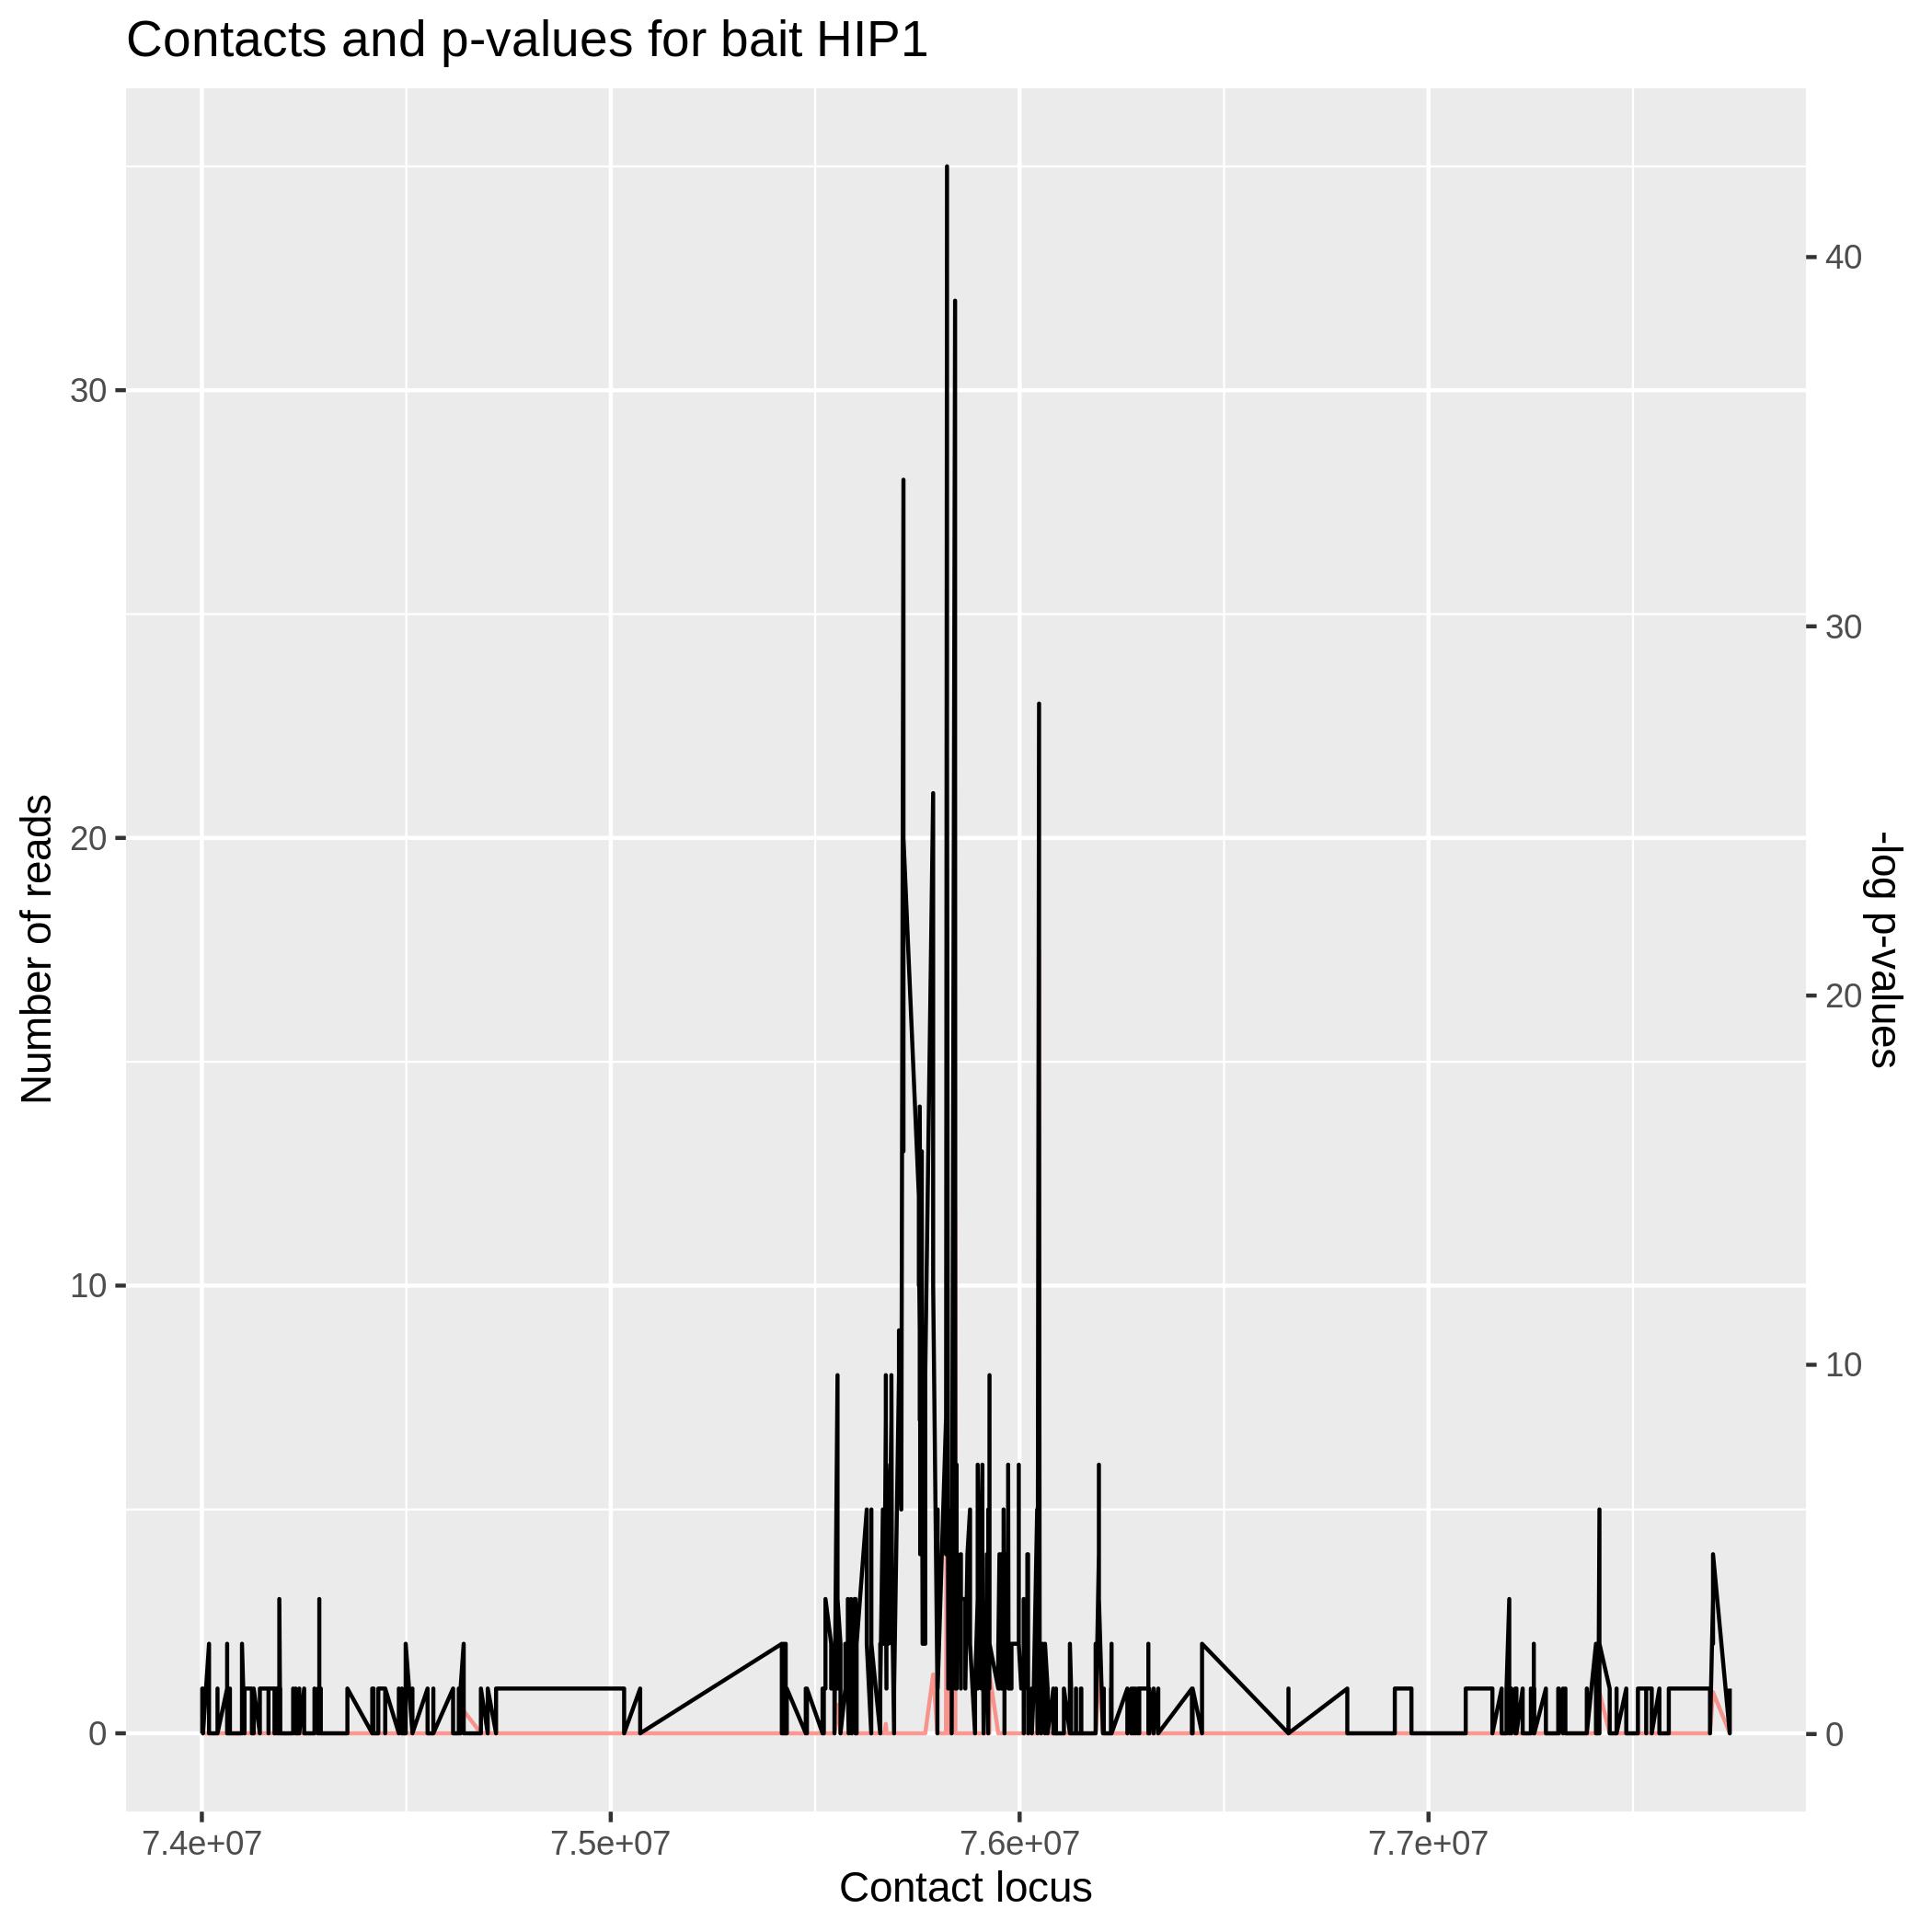 Contacts and p-values for bait HIP1
Number of reads
30
20
10
0
40
30
20
10
0
-log p-values
7.4e+07
7.5e+07
7.6e+07
7.7e+07
Contact locus